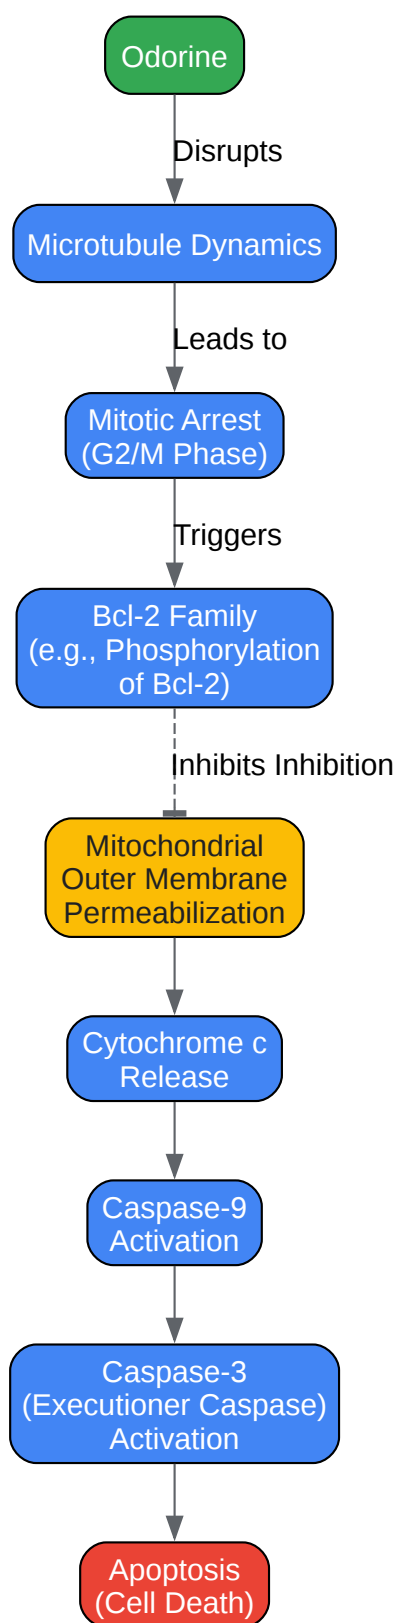 Odorine
Disrupts
Microtubule Dynamics
Leads to
Mitotic Arrest
(G2/M Phase)
Triggers
Bcl-2 Family
(e.g., Phosphorylation
of Bcl-2)
Inhibits Inhibition
Mitochondrial
Outer Membrane
Permeabilization
Cytochrome c
Release
Caspase-9
Activation
Caspase-3
(Executioner Caspase)
Activation
Apoptosis
(Cell Death)